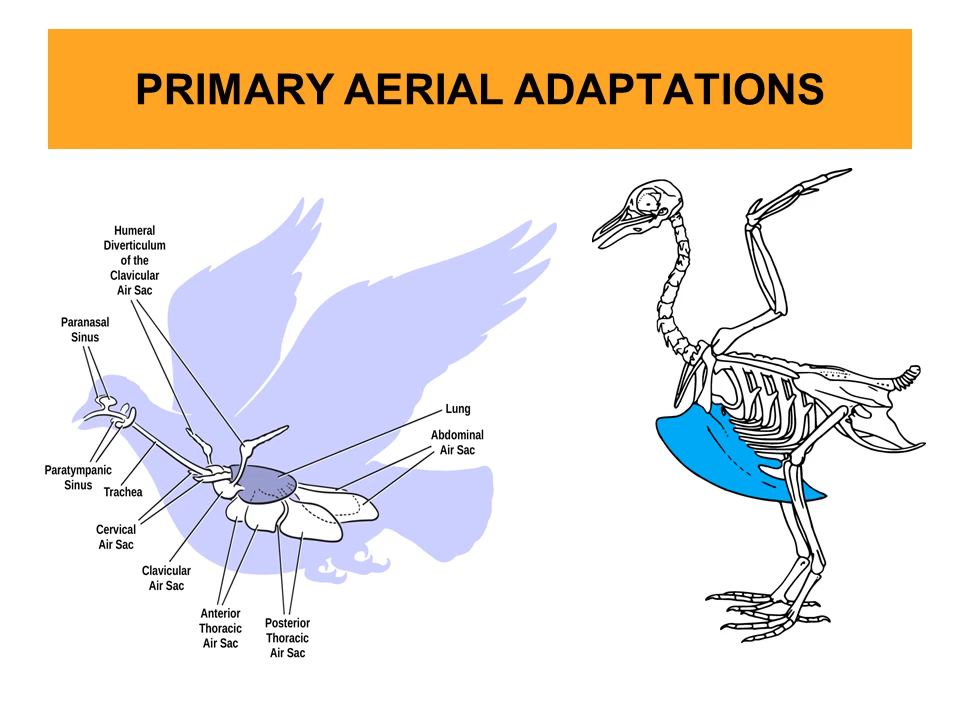 PRIMARY AERIAL ADAPTATIONS
Humeral
Diverticulum
of the
Clavicular
Air Sac
Paranasal
Sinus
Lung
Abdominal
Air Sac
Paratympanic
Sinus
Trachea
Cervical
Air Sac
Clavicular
Air Sac
Anterior
Thoracic
Air Sac
Posterior
Thoracic
Air Sac